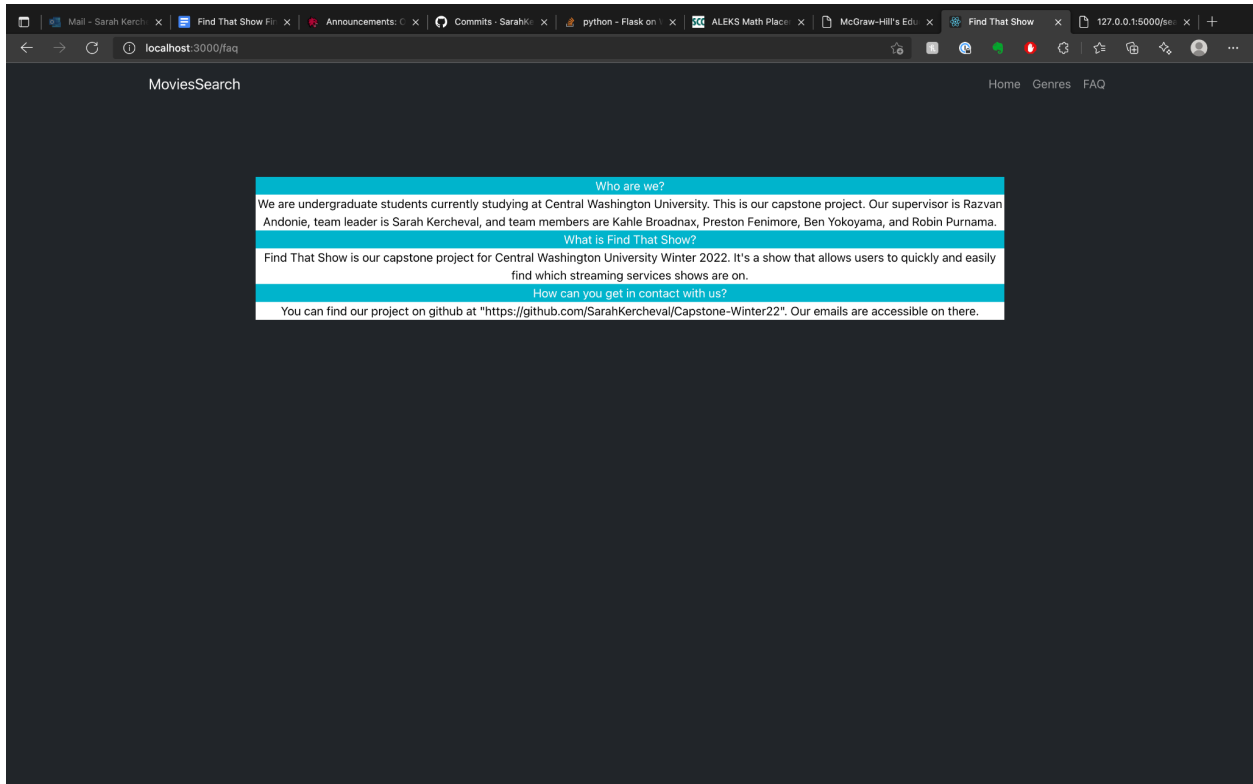 Mail - Sarah Kerch
Find That Show Fin
Announcements: C
Commits · SarahKe
python - Flask on
ALEKS Math Placem
McGraw-Hill's Edu
Find That Show
127.0.0.1:5000/sea
localhost:3000/faq
MoviesSearch
Home Genres FAQ
Who are we?
We are undergraduate students currently studying at Central Washington University. This is our capstone project. Our supervisor is Razvan
Andonie, team leader is Sarah Kercheval, and team members are Kahle Broadnax, Preston Fenimore, Ben Yokoyama, and Robin Purnama.
What is Find That Show?
Find That Show is our capstone project for Central Washington University Winter 2022. It's a show that allows users to quickly and easily
find which streaming services shows are on.
How can you get in contact with us?
You can find our project on github at "https://github.com/SarahKercheval/Capstone-Winter22". Our emails are accessible on there.